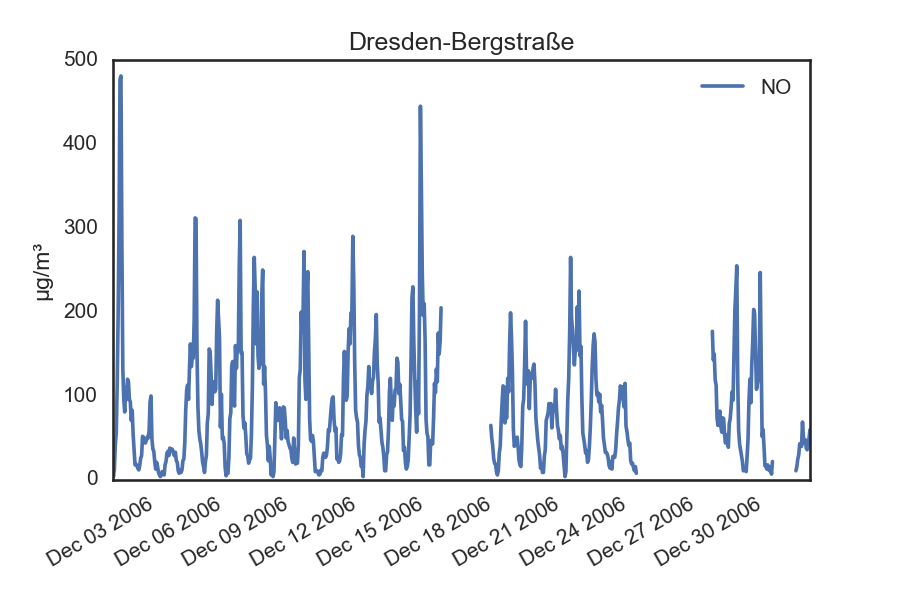 Dresden-Bergstraße
500
400
300
200
100
0
µg/m³
NO
Dec 03 2006
Dec 06 2006
Dec 09 2006
Dec 12 2006
Dec 15 2006
Dec 18 2006
Dec 21 2006
Dec 24 2006
Dec 27 2006
Dec 30 2006